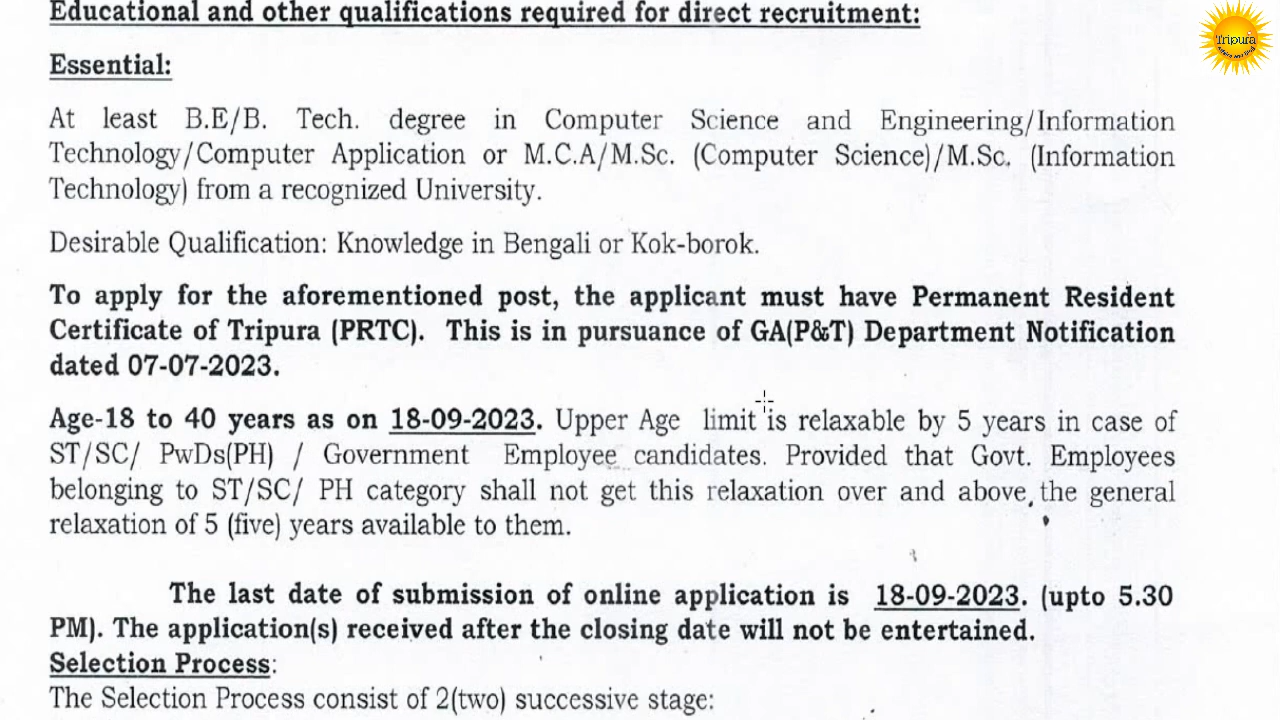 Educational and other qualifications required for direct recruitment:
Tripura
Essential:
At least B.E/B. Tech. degree in Computer Science and Engineering/Information
Technology/Computer Application or M.C.A/M.Sc. (Computer Science)/M.Sc. (Information
Technology) from a recognized University.
Desirable Qualification: Knowledge in Bengali or Kok-borok.
To apply for the aforementioned post, the applicant must have Permanent Resident
Certificate of Tripura (PRTC). This is in pursuance of GA(P&T) Department Notification
dated 07-07-2023.
Age-18 to 40 years as on 18-09-2023. Upper Age limit is relaxable by 5 years in case of
ST/SC/ PwDs(PH) / Government Employee candidates. Provided that Govt. Employees
belonging to ST/SC/ PH category shall not get this relaxation over and above the general
relaxation of 5 (five) years available to them.
The last date of submission of online application is 18-09-2023. (upto 5.30
PM). The application(s) received after the closing date will not be entertained.
Selection Process:
The Selection Process consist of 2(two) successive stage: